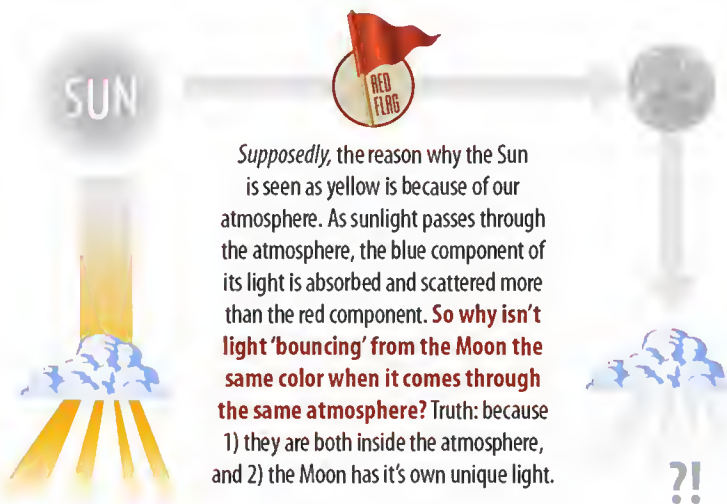 SUN
RED
FLAG
Supposedly, the reason why the Sun
is seen as yellow is because of our
atmosphere. As sunlight passes through
the atmosphere, the blue component of
its light is absorbed and scattered more
than the red component. So why isn't
light 'bouncing' from the Moon the
same color when it comes through
the same atmosphere? Truth: because
1) they are both inside the atmosphere,
and 2) the Moon has it's own unique light.
?!